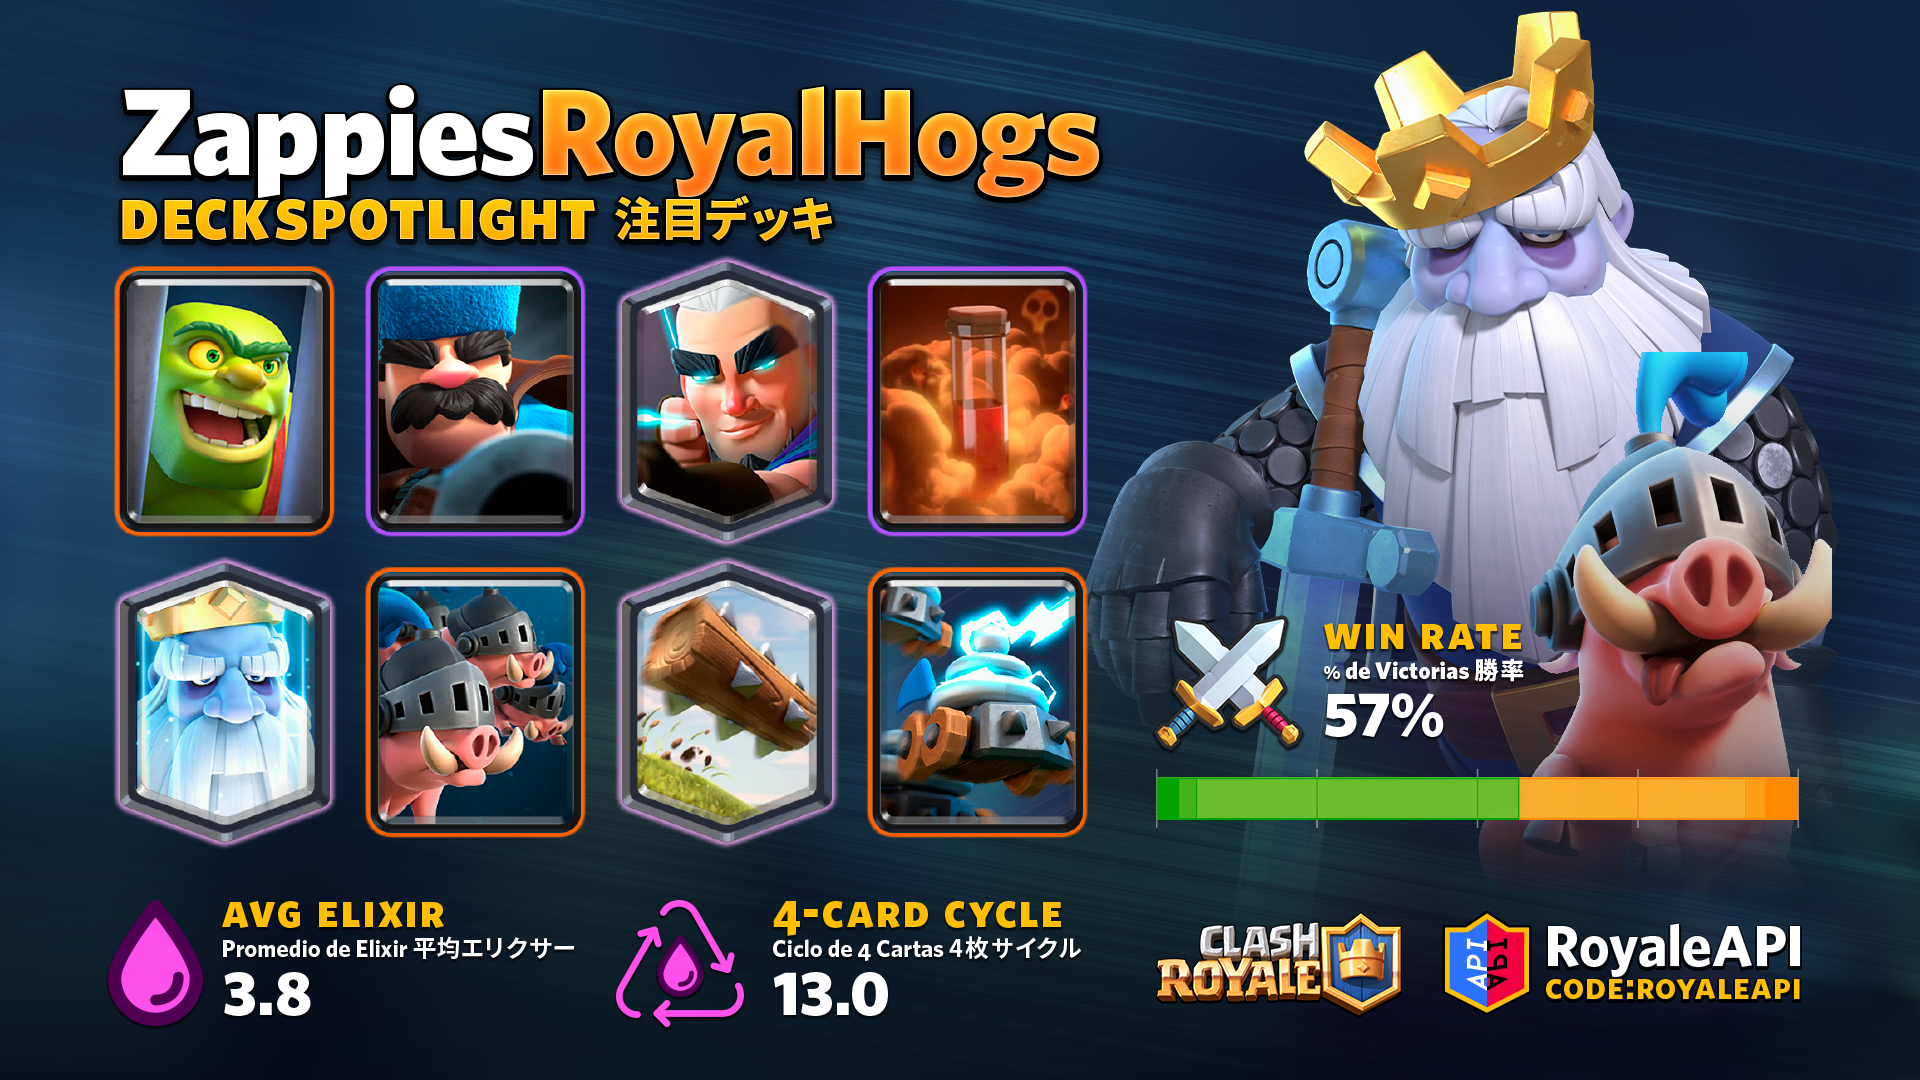 ZappiesRoyalHogs
DECKSPOTLIGHT 注目デッキ
WIN RATE
% de Victorias 勝率
57%
AVG ELIXIR
Promedio de Elixir 平均エリクサー
3.8
4-CARD CYCLE
Ciclo de 4 Cartas 4枚サイクル
13.0
CLASH
ROYALE
API
API
RoyaleAPI
CODE:ROYALEAPI